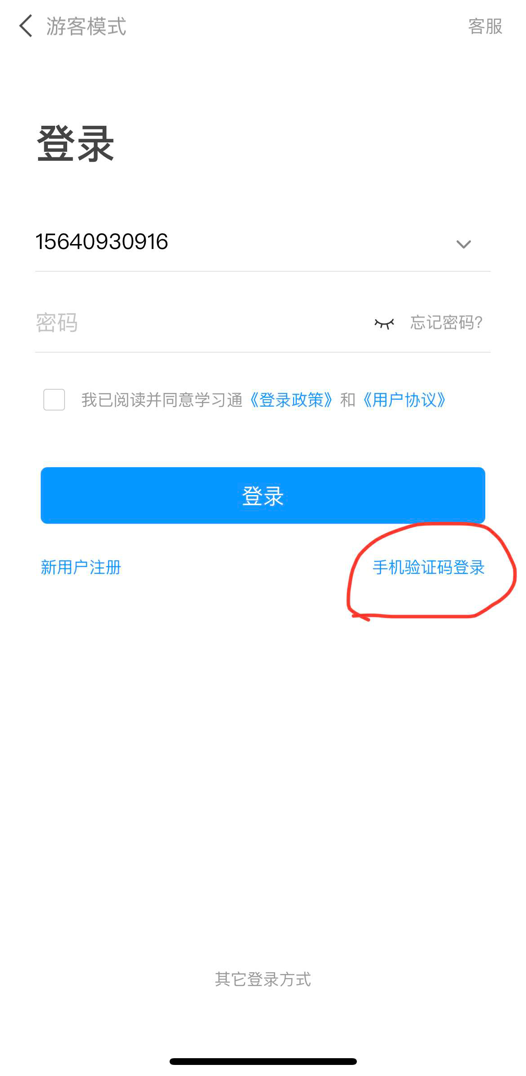 游客模式 客服
登录
15640930916
密码 忘记密码?
我已阅读并同意学习通《登录政策》和《用户协议》
登录
新用户注册 手机验证码登录
其它登录方式